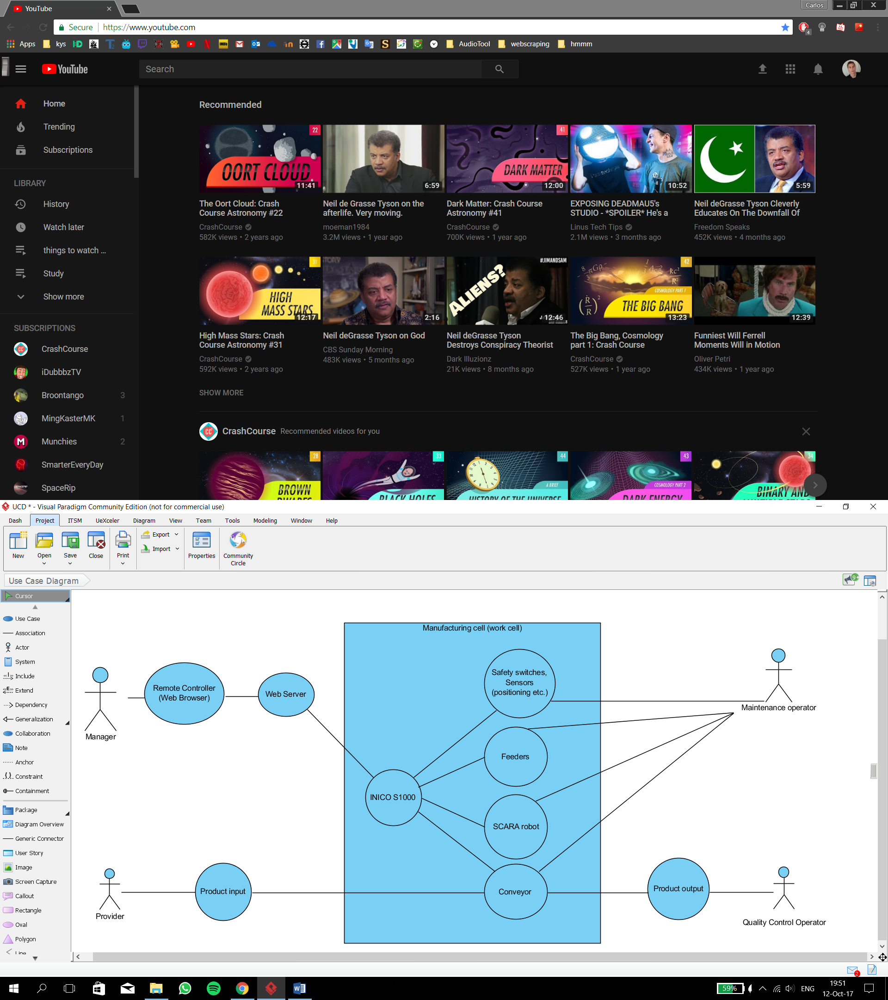 YouTube
Carlos
Secure
https://www.youtube.com
4
Apps
kys
AudioTool
webscraping
hmmm
YouTube
Search
Home
Trending
Subscriptions
LIBRARY
History
Watch later
things to watch ...
Study
Show more
SUBSCRIPTIONS
CrashCourse
iDubbbzTV
Broontango 3
MingKasterMK 1
Munchies 2
SmarterEveryDay
SpaceRip
Recommended
22
OORT CLOUD
11:41
The Oort Cloud: Crash
Course Astronomy #22
CrashCourse
582K views • 2 years ago
6:59
Neil de Grasse Tyson on the
afterlife. Very moving.
moeman1984
3.2M views • 1 year ago
41
DARK MATTER
12:00
Dark Matter: Crash Course
Astronomy #41
CrashCourse
700K views • 1 year ago
10:52
EXPOSING DEADMAU5's
STUDIO - *SPOILER* He's a
Linus Tech Tips
2.1M views • 3 months ago
5:59
Neil deGrasse Tyson Cleverly
Educates On The Downfall Of
Freedom Speaks
452K views • 4 months ago
31
HIGH
MASS STARS
12:17
High Mass Stars: Crash
Course Astronomy #31
CrashCourse
592K views • 2 years ago
2:16
Neil deGrasse Tyson on God
CBS Sunday Morning
483K views • 5 months ago
#JIMANDSAM
ALIENS?
12:46
Neil deGrasse Tyson
Destroys Conspiracy Theorist
Dark Illuzionz
21K views • 8 months ago
42
COSMOLOGY PART 1
THE BIG BANG
13:23
The Big Bang, Cosmology
part 1: Crash Course
CrashCourse
527K views • 1 year ago
12:39
Funniest Will Ferrell
Moments Will in Motion
Oliver Petri
434K views • 1 year ago
SHOW MORE
CrashCourse Recommended videos for you
28
BROWN
DWARFS
33
BLACK HOLES
44
A BRIEF
HISTORY OF THE UNIVERSE
43
COSMOLOGY PART 2
DARK ENERGY
34
BINARY AND
UCD * - Visual Paradigm Community Edition (not for commercial use)
Dash
Project
ITSM
UeXceler
Diagram
View
Team
Tools
Modeling
Window
Help
New
Open
Save
Close
Print
Export
Import
Properties
Community
Circle
Use Case Diagram
9+
Cursor
Use Case
Association
Actor
System
Include
Extend
Dependency
Generalization
Collaboration
Note
Anchor
Constraint
Containment
Package
Diagram Overview
Generic Connector
User Story
Image
Screen Capture
Callout
Rectangle
Oval
Polygon
Line
Manufacturing cell (work cell)
Manager
Remote Controller
(Web Browser)
Web Server
Safety switches,
Sensors
(positioning etc.)
Maintenance operator
Feeders
INICO S1000
SCARA robot
Provider
Product input
Conveyor
Product output
Quality Control Operator
2
59%
ENG
19:51
12-Oct-17